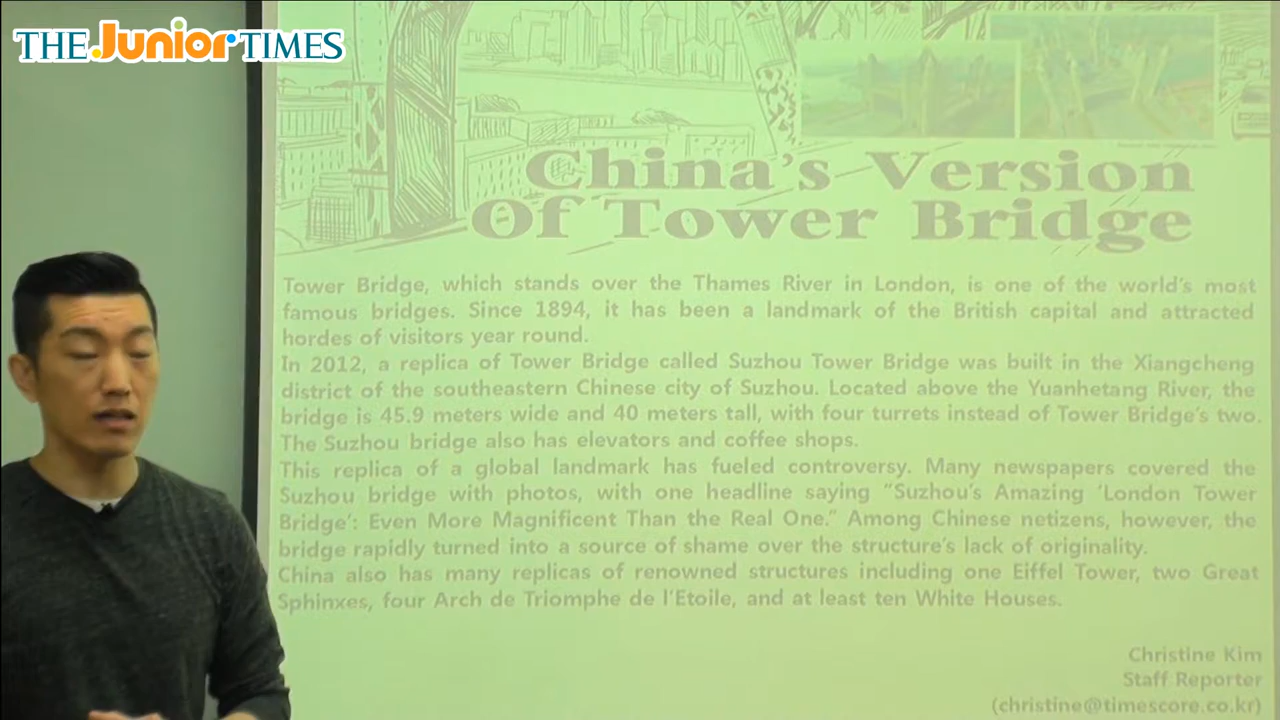 THE Junior TIMES
China's Version
Of Tower Bridge
Tower Bridge, which stands over the Thames River in London, is one of the world's most
famous bridges. Since 1894, it has been a landmark of the British capital and attracted
hordes of visitors year round.
In 2012, a replica of Tower Bridge called Suzhou Tower Bridge was built in the Xiangcheng
district of the southeastern Chinese city of Suzhou. Located above the Yuanhetang River, the
bridge is 45.9 meters wide and 40 meters tall, with four turrets instead of Tower Bridge's two.
The Suzhou bridge also has elevators and coffee shops.
This replica of a global landmark has fueled controversy. Many newspapers covered the
Suzhou bridge with photos, with one headline saying "Suzhou's Amazing 'London Tower
Bridge': Even More Magnificent Than the Real One." Among Chinese netizens, however, the
bridge rapidly turned into a source of shame over the structure's lack of originality.
China also has many replicas of renowned structures including one Eiffel Tower, two Great
Sphinxes, four Arch de Triomphe de l'Etoile, and at least ten White Houses.
Christine Kim
Staff Reporter
(christine@timescore.co.kr)